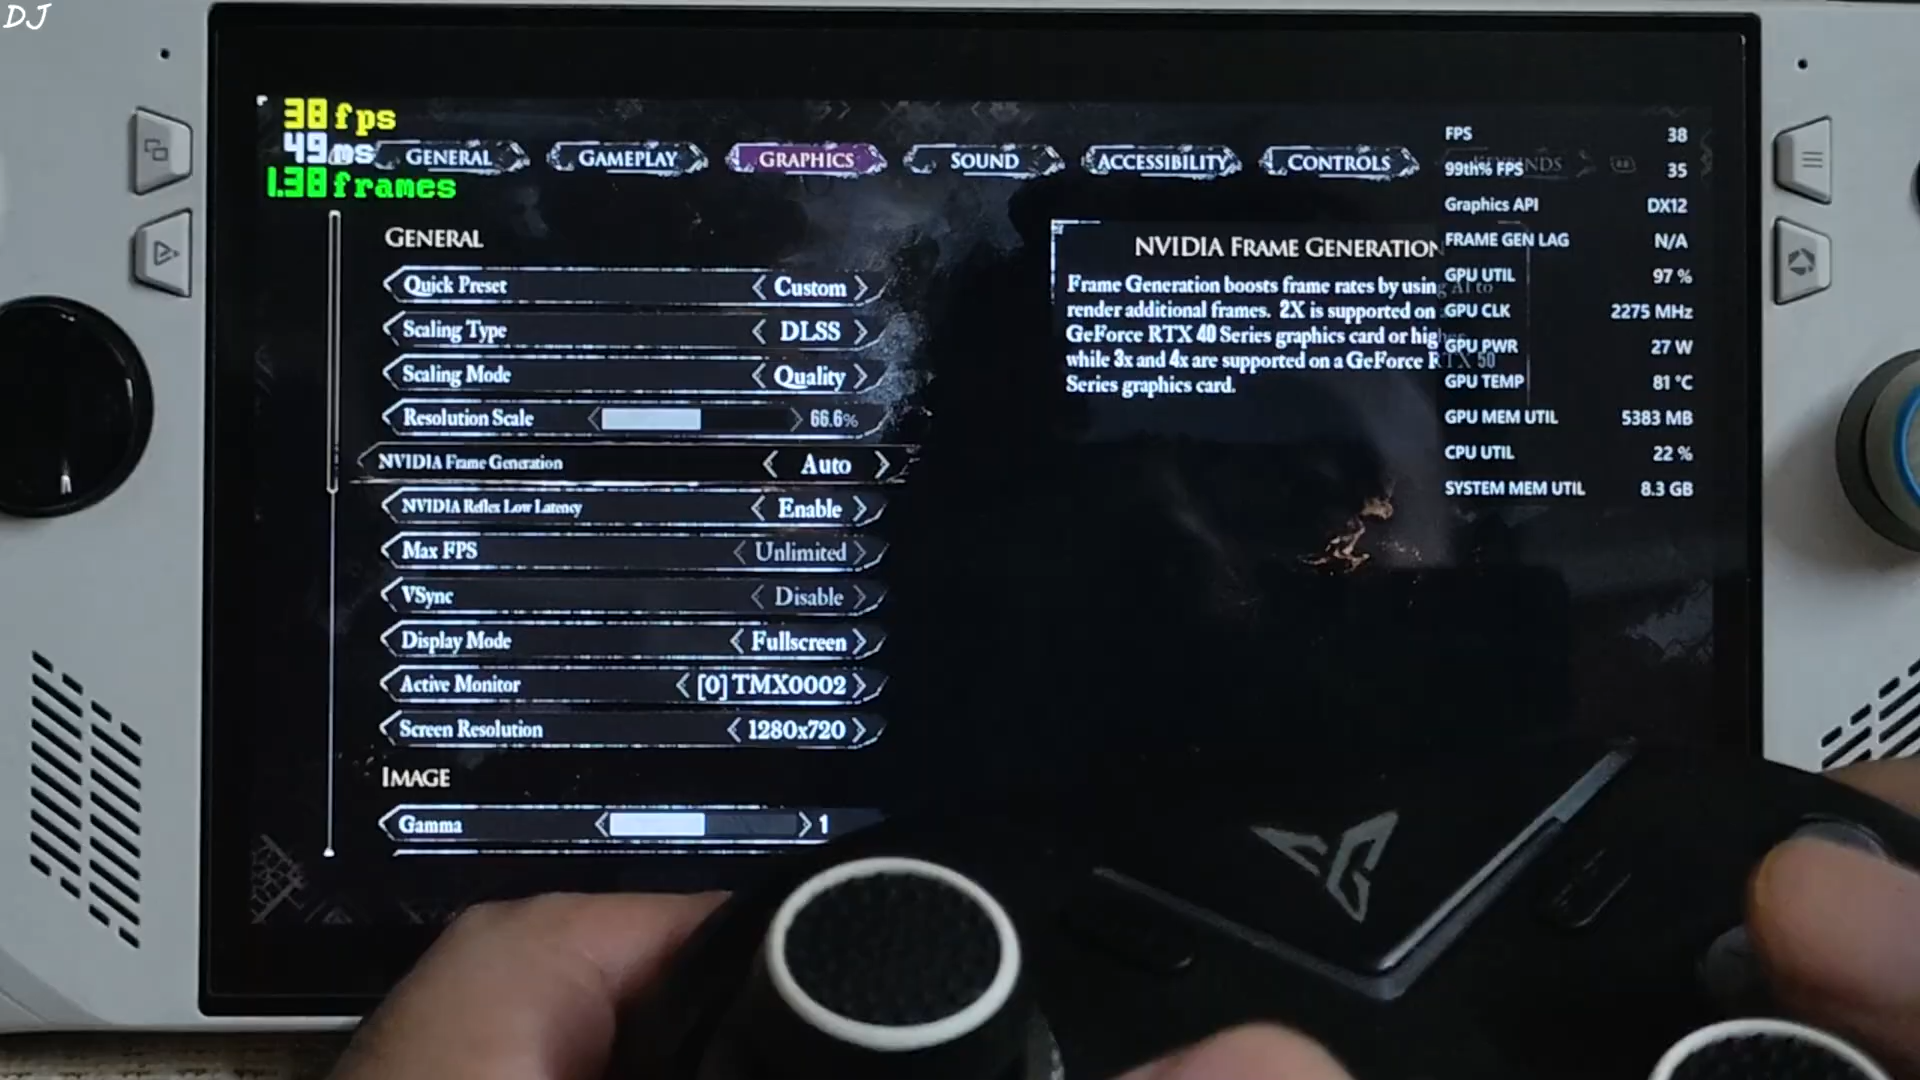 DJ
38 fps
49ms
1.38 frames
GENERAL
GAMEPLAY
GRAPHICS
SOUND
ACCESSIBILITY
CONTROLS
GENERAL
Quick Preset
Custom
Scaling Type
DLSS
Scaling Mode
Quality
Resolution Scale
66.6%
NVIDIA Frame Generation
Auto
NVIDIA Reflex Low Latency
Enable
Max FPS
Unlimited
VSync
Disable
Display Mode
Fullscreen
Active Monitor
[0] TMX0002
Screen Resolution
1280x720
IMAGE
Gamma
1
NVIDIA FRAME GENERATION
Frame Generation boosts frame rates by using AI to
render additional frames. 2X is supported on
GeForce RTX 40 Series graphics card or
while 3x and 4x are supported on a GeForce RTX 50
Series graphics card.
FPS 38
99th% FPS 35
Graphics API DX12
FRAME GEN LAG N/A
GPU UTIL 97 %
GPU CLK 2275 MHz
GPU PWR 27 W
GPU TEMP 81 °C
GPU MEM UTIL 5383 MB
CPU UTIL 22 %
SYSTEM MEM UTIL 8.3 GB